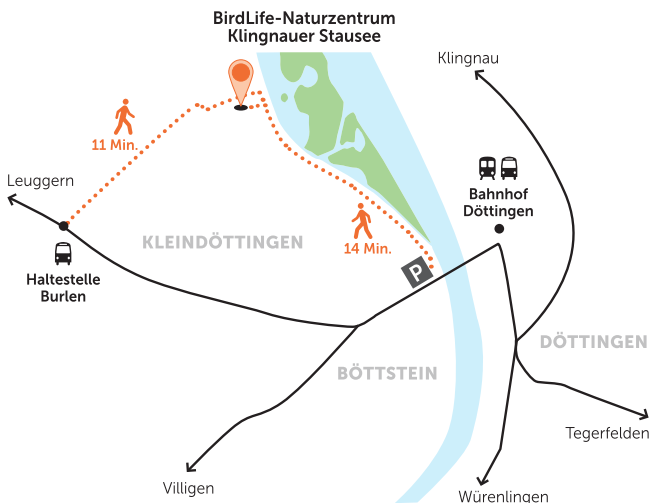 BirdLife-Naturzentrum
Klingnauer Stausee
Klingnau
11 Min.
Leuggern
Bahnhof
Döttingen
KLEINDÖTTINGEN
14 Min.
P
Haltestelle
Burlen
DÖTTINGEN
BÖTTSTEIN
Tegerfelden
Villigen
Würenlingen